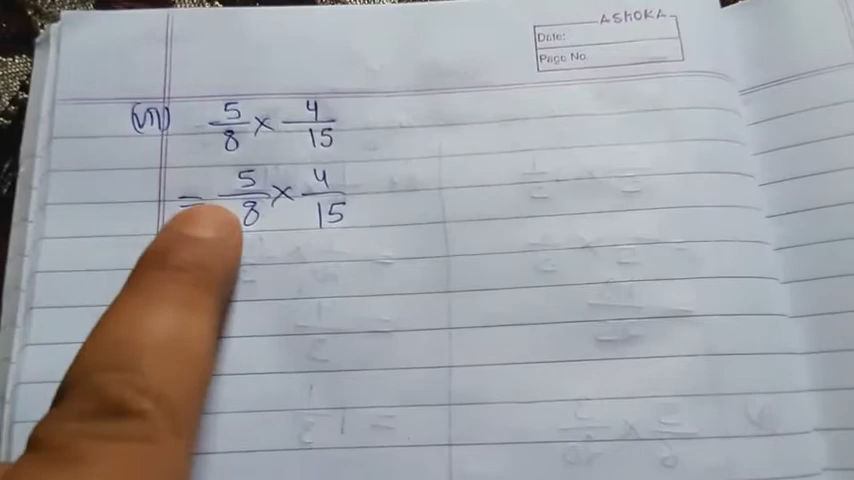 ASHOKA
Date:
Page No.
(vii) 5/8 × 4/15
= 5/8 × 4/15